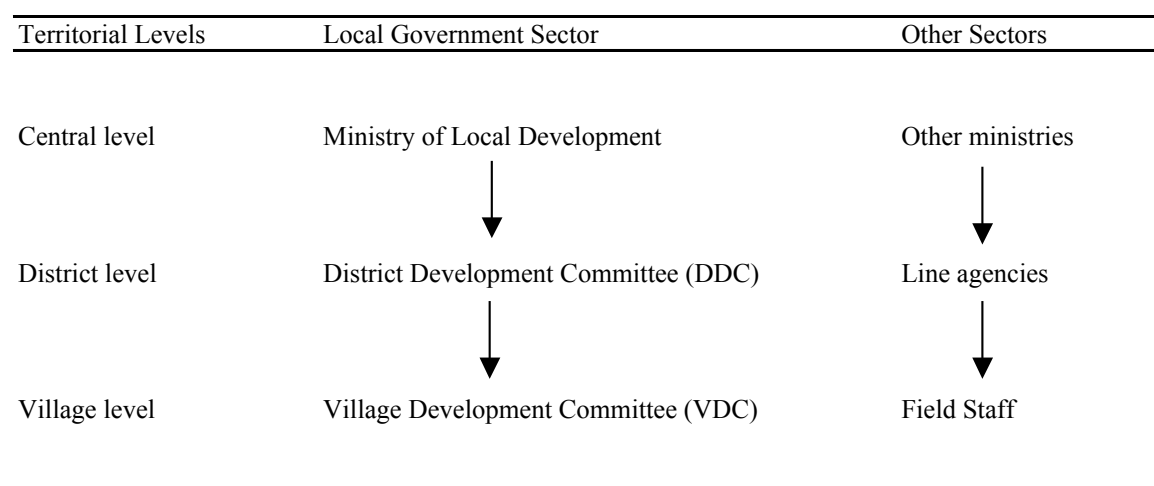 Territorial Levels Local Government Sector Other Sectors
Central level Ministry of Local Development Other ministries
District level District Development Committee (DDC) Line agencies
Village level Village Development Committee (VDC) Field Staff